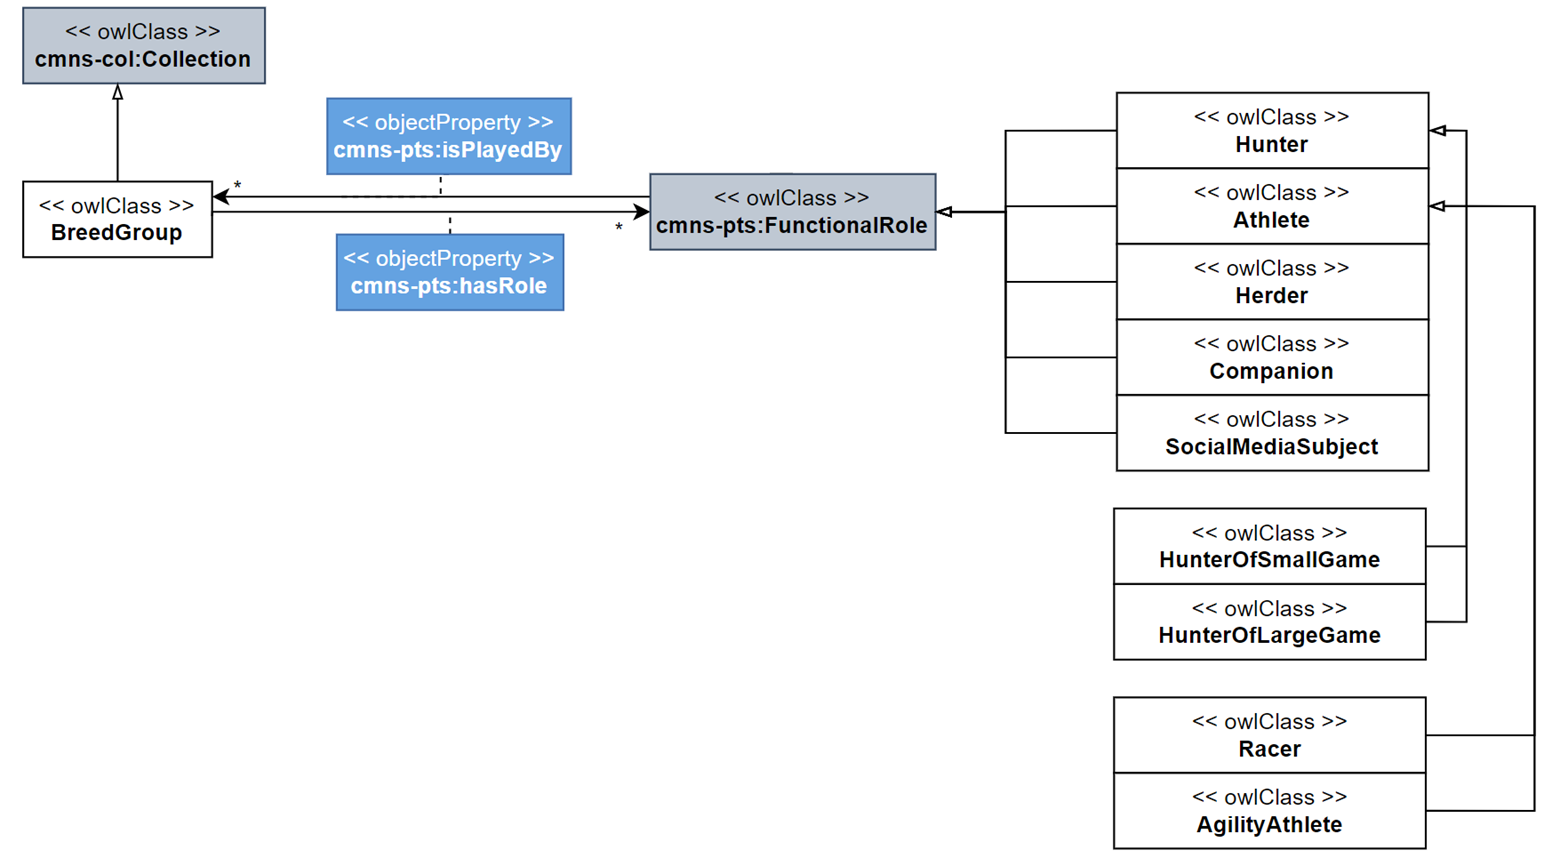 << owlClass >>
cmns-col:Collection
<< objectProperty >>
cmns-pts:isPlayedBy
*
<< owlClass >>
BreedGroup
<< owlClass >>
cmns-pts:FunctionalRole
*
<< objectProperty >>
cmns-pts:hasRole
<< owlClass >>
Hunter
<< owlClass >>
Athlete
<< owlClass >>
Herder
<< owlClass >>
Companion
<< owlClass >>
SocialMediaSubject
<< owlClass >>
HunterOfSmallGame
<< owlClass >>
HunterOfLargeGame
<< owlClass >>
Racer
<< owlClass >>
AgilityAthlete